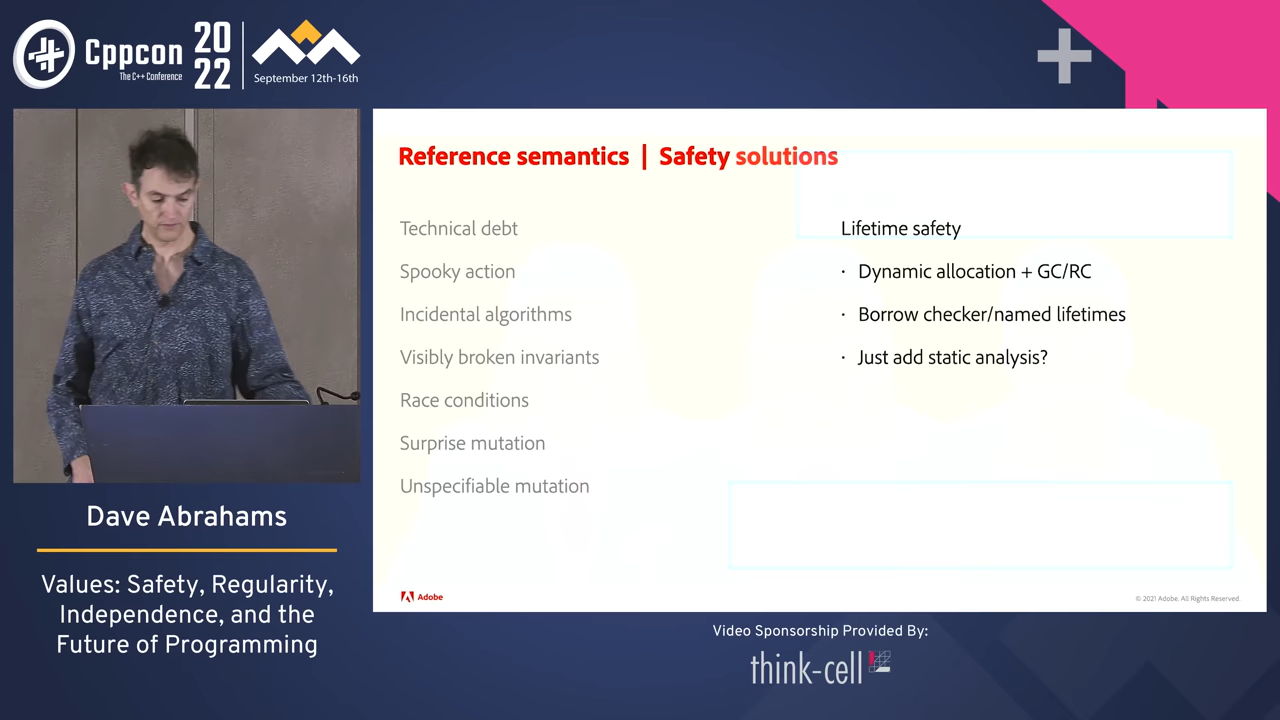 Cppcon
The C++ Conference
20
22
September 12th-16th
Reference semantics | Safety solutions
Technical debt
Spooky action
Incidental algorithms
Visibly broken invariants
Race conditions
Surprise mutation
Unspecifiable mutation
Lifetime safety
· Dynamic allocation + GC/RC
· Borrow checker/named lifetimes
· Just add static analysis?
Adobe
© 2021 Adobe. All Rights Reserved.
Dave Abrahams
Values: Safety, Regularity,
Independence, and the
Future of Programming
Video Sponsorship Provided By:
think-cell